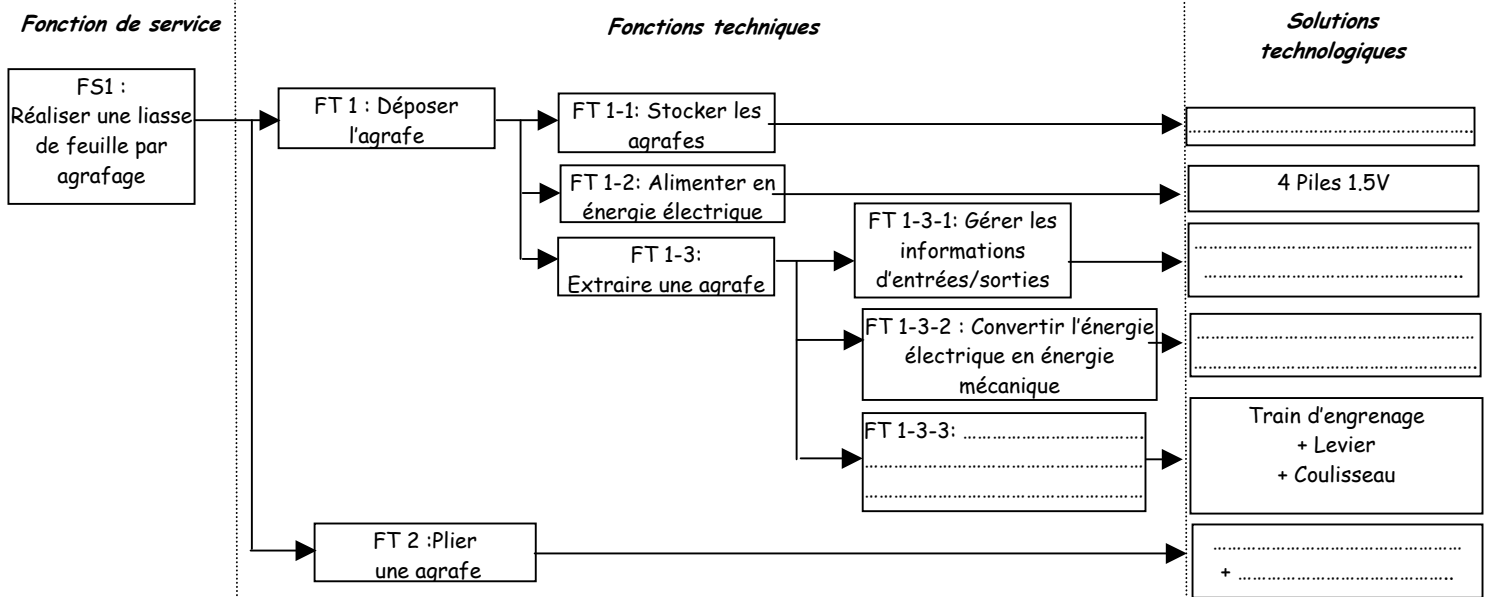 Fonction de service
Fonctions techniques
Solutions
technologiques
FS1 :
Réaliser une liasse
de feuille par
agrafage
FT 1 : Déposer
l’agrafe
FT 1-1: Stocker les
agrafes
……………………………………………..
FT 1-2: Alimenter en
énergie électrique
4 Piles 1.5V
FT 1-3:
Extraire une agrafe
FT 1-3-1: Gérer les
informations
d’entrées/sorties
……………………………………………
………………………………………..
FT 1-3-2 : Convertir l’énergie
électrique en énergie
mécanique
……………………………………………
…………………………………………….
FT 1-3-3: …………………………….
……………………………………………
……………………………………………
Train d’engrenage
+ Levier
+ Coulisseau
FT 2 :Plier
une agrafe
………………………………………
+ …………………………………..